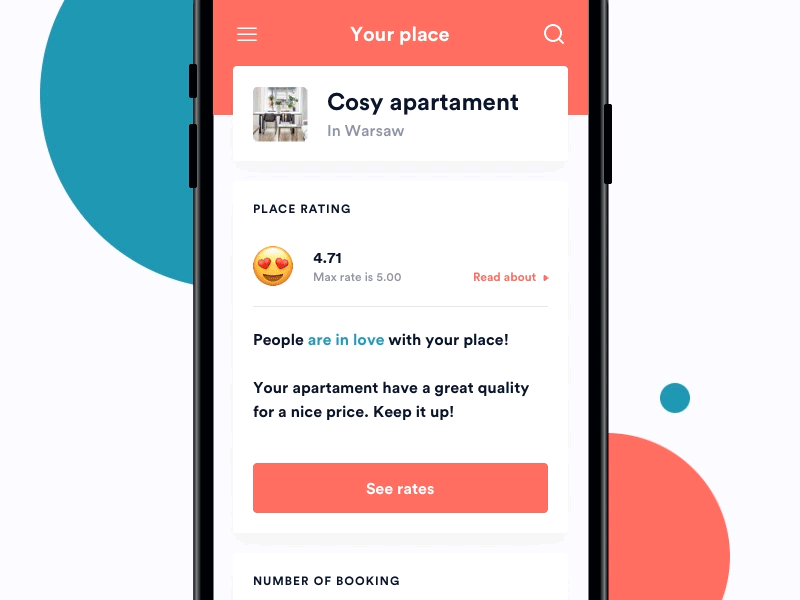 Your place
Cosy apartament
In Warsaw
PLACE RATING
4.71
Max rate is 5.00
Read about
People are in love with your place!
Your apartament have a great quality
for a nice price. Keep it up!
See rates
NUMBER OF BOOKING